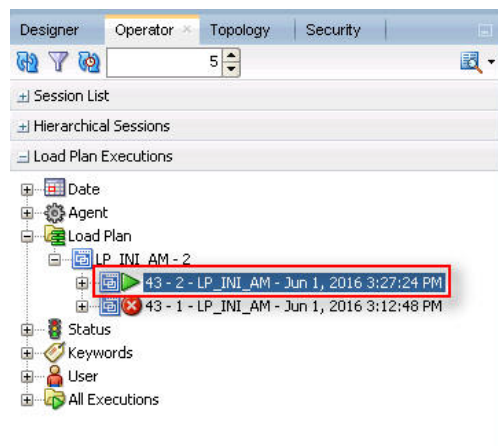 Designer Operator Topology Security
5
Session List
Hierarchical Sessions
Load Plan Executions
Date
Agent
Load Plan
LP_INI_AM - 2
43 - 2 - LP_INI_AM - Jun 1, 2016 3:27:24 PM
43 - 1 - LP_INI_AM - Jun 1, 2016 3:12:48 PM
Status
Keywords
User
All Executions